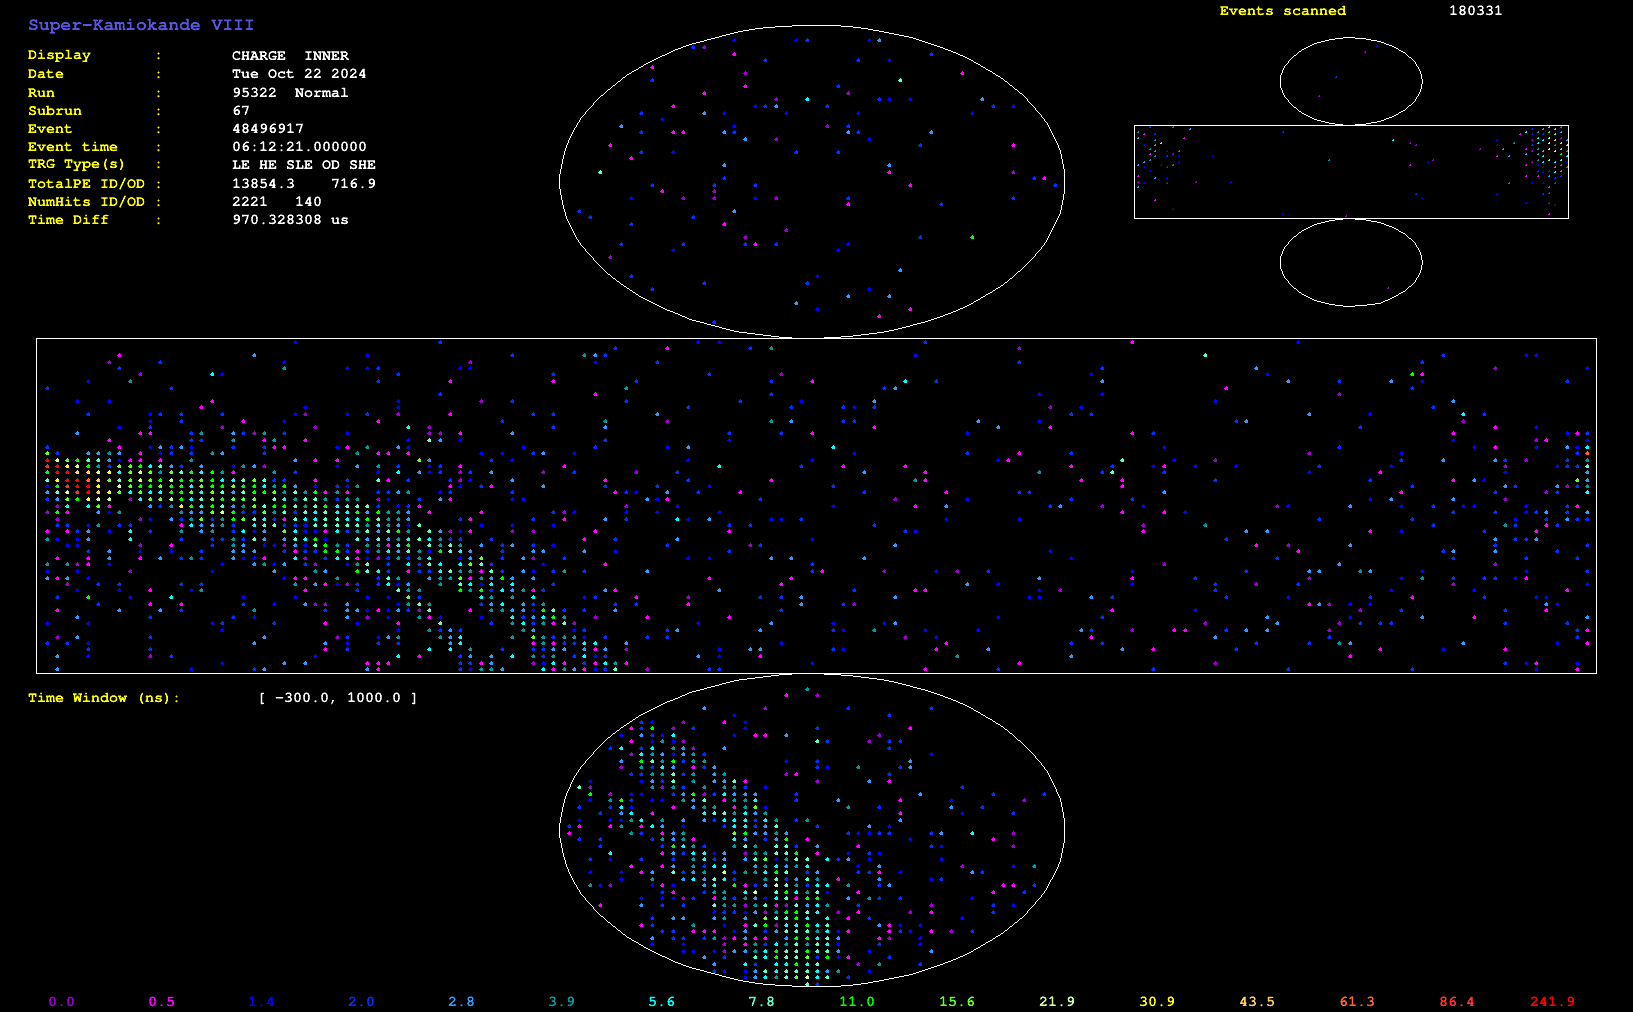 Super-Kamiokande VIII
Events scanned 180331
Display : CHARGE INNER
Date : Tue Oct 22 2024
Run : 95322 Normal
Subrun : 67
Event : 48496917
Event time : 06:12:21.000000
TRG Type(s) : LE HE SLE OD SHE
TotalPE ID/OD : 13854.3 716.9
NumHits ID/OD : 2221 140
Time Diff : 970.328308 us
Time Window (ns): [ -300.0, 1000.0 ]
0.0 0.5 1.4 2.0 2.8 3.9 5.6 7.8 11.0 15.6 21.9 30.9 43.5 61.3 86.4 241.9